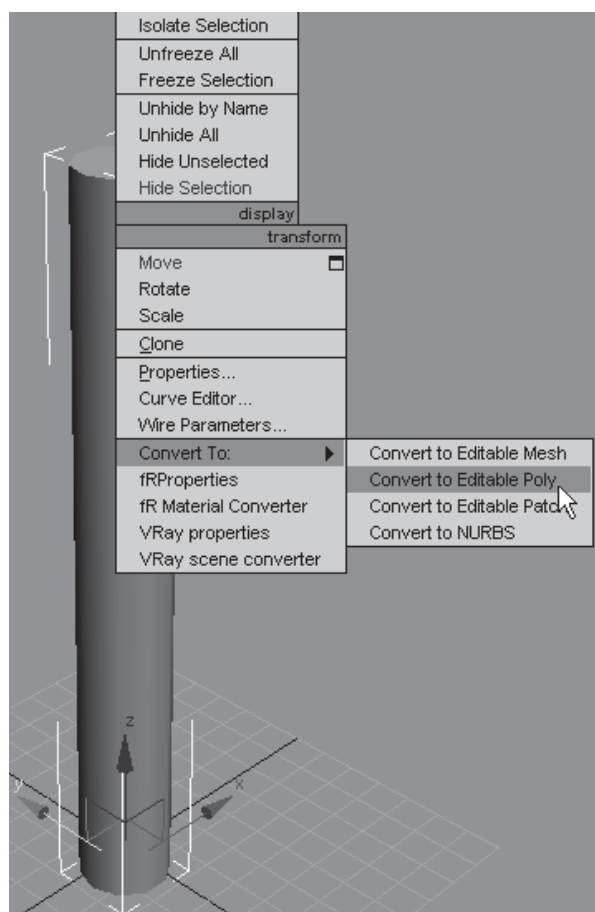 Isolate Selection
Unfreeze All
Freeze Selection
Unhide by Name
Unhide All
Hide Unselected
Hide Selection
display
transform
Move
Rotate
Scale
Clone
Properties...
Curve Editor...
Wire Parameters...
Convert To:
fRProperties
fR Material Converter
VRay properties
VRay scene converter
Convert to Editable Mesh
Convert to Editable Poly
Convert to Editable Patc
Convert to NURBS
z
y
x